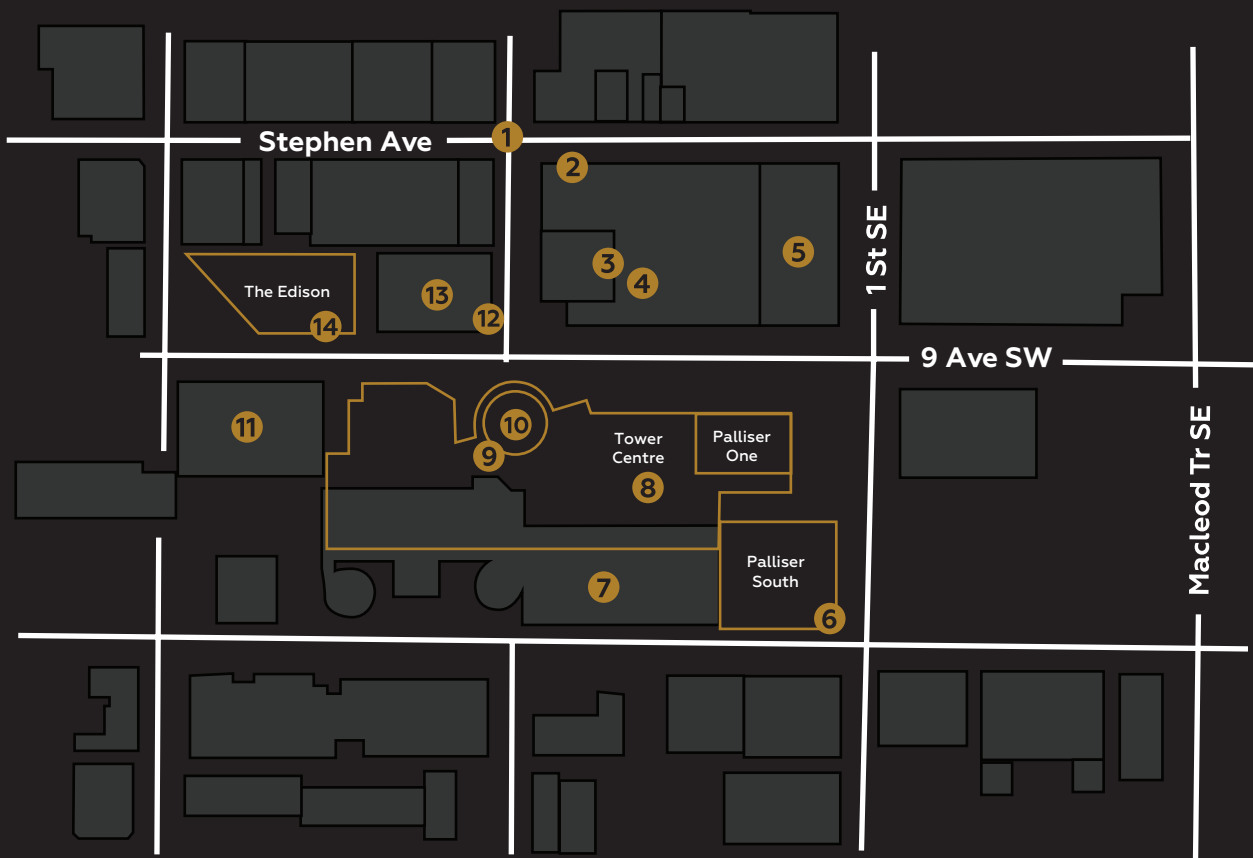 1
Stephen Ave
2
1 St SE
3
4
5
The Edison
13
12
14
9 Ave SW
11
10
9
Tower
Centre
8
Palliser
One
Macleod Tr SE
7
Palliser
South
6